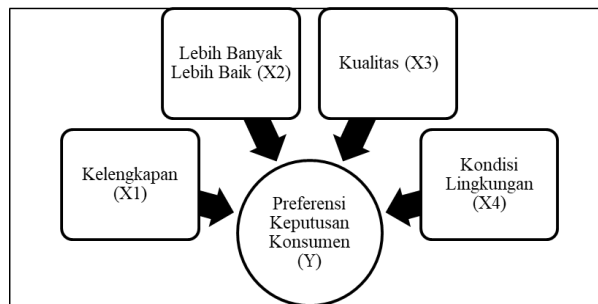 Lebih Banyak
Lebih Baik (X2)
Kualitas (X3)
Kelengkapan
(X1)
Preferensi
Keputusan
Konsumen
(Y)
Kondisi
Lingkungan
(X4)